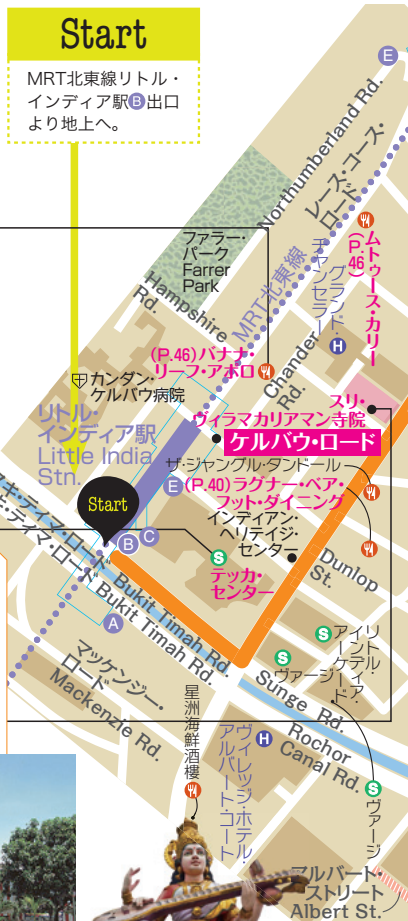 Start
MRT北東線リトル・
インディア駅B出口
より地上へ。
E
Northumberland Rd.
レース・コース・
ロード
ムトゥース・カリー
(P.46)
ファラー・
パーク
Farrer
Park
MRT北東線
グランド・
チャンセラー
H
Hampshire
Rd.
Chander
Rd.
(P.46)バナナ・
リーフ・アポロ
カンダン・
ケルバウ病院
スリ・
ヴィラマカリアマン寺院
リトル・
インディア駅
Little India
Stn.
ケルバウ・ロード
ザ・ジャングル・タンドール
E
(P.40)ラグナー・ベア・
フット・ダイニング
Start
B
C
インディアン・
ヘリテイジ・
センター
S
テッカ・
センター
Dunlop
St.
A
Bukit Timah Rd.
Bukit Timah Rd.
マッケンジー・
ロード
Mackenzie Rd.
リトル・
インディア・
アーケード
S
S
ヴァージ
Sunge Rd.
Rochor
Canal Rd.
星洲海鮮酒樓
ヴィレッジ・ホテル・
アルバート・コート
H
S
ヴァージ
アルバート・
ストリート
Albert St.